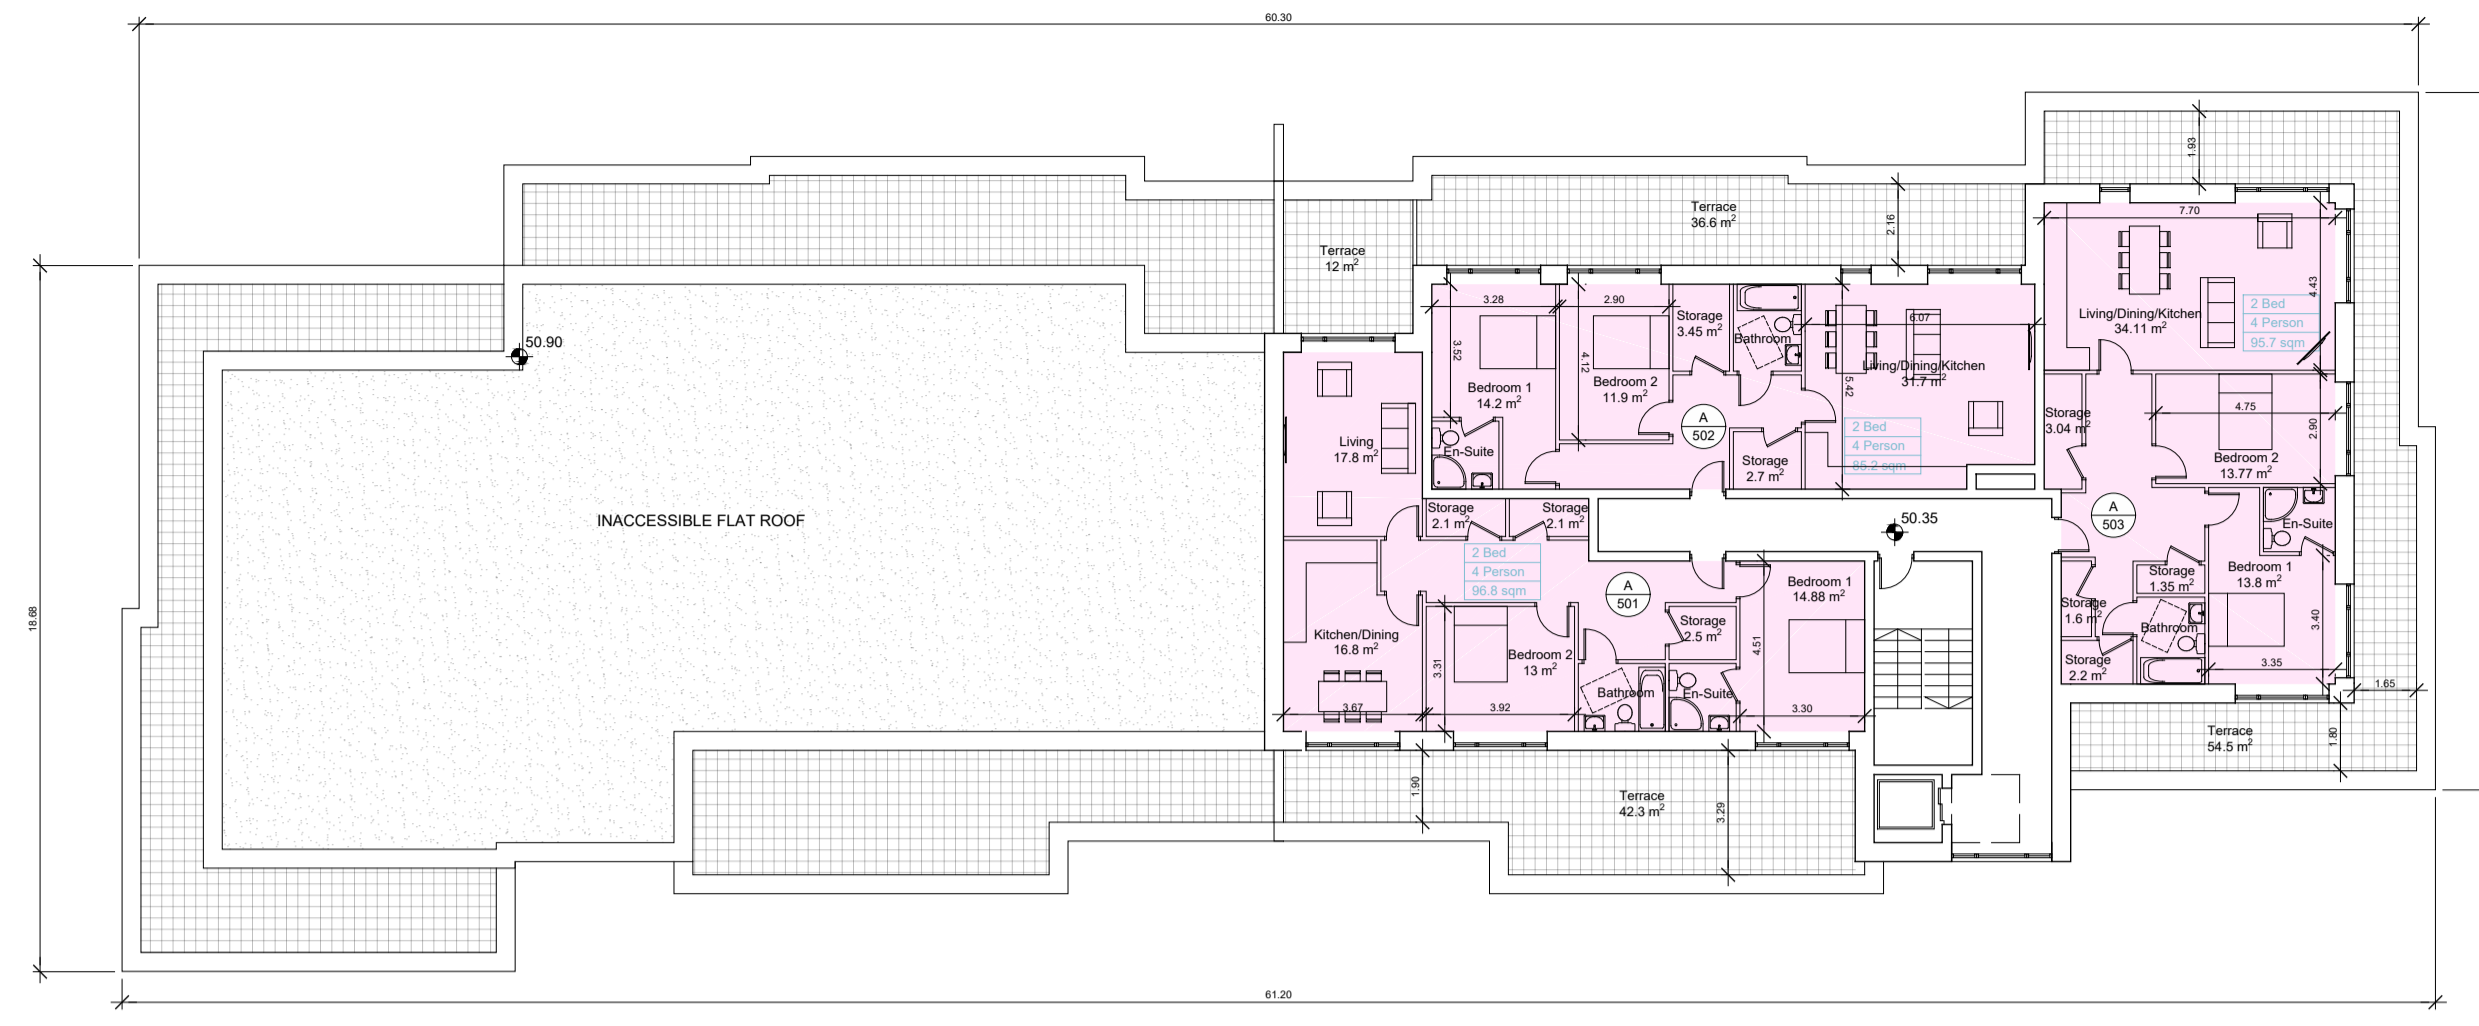 60.30
1.93
Terrace
36.6 m²
2.16
7.70
Terrace
12 m²
4.43
2 Bed
4 Person
95.7 sqm
Living/Dining/Kitchen
34.11 m²
3.28
2.90
Storage
3.45 m²
6.07
Bathroom
50.90
3.52
4.12
Living/Dining/Kitchen
31.7 m²
5.42
Bedroom 1
14.2 m²
Bedroom 2
11.9 m²
Storage
3.04 m²
4.75
2.90
A
502
2 Bed
4 Person
85.2 sqm
Living
17.8 m²
En-Suite
Storage
2.7 m²
Bedroom 2
13.77 m²
INACCESSIBLE FLAT ROOF
Storage
2.1 m²
Storage
2.1 m²
50.35
A
503
En-Suite
2 Bed
4 Person
96.8 sqm
A
501
Bedroom 1
14.88 m²
Storage
1.35 m²
Bedroom 1
13.8 m²
Storage
1.6 m²
18.68
Kitchen/Dining
16.8 m²
Storage
2.5 m²
Bathroom
3.40
3.31
Bedroom 2
13 m²
4.51
Storage
2.2 m²
3.35
1.65
Bathroom
En-Suite
3.67
3.92
3.30
Terrace
54.5 m²
1.80
1.90
Terrace
42.3 m²
3.29
61.20